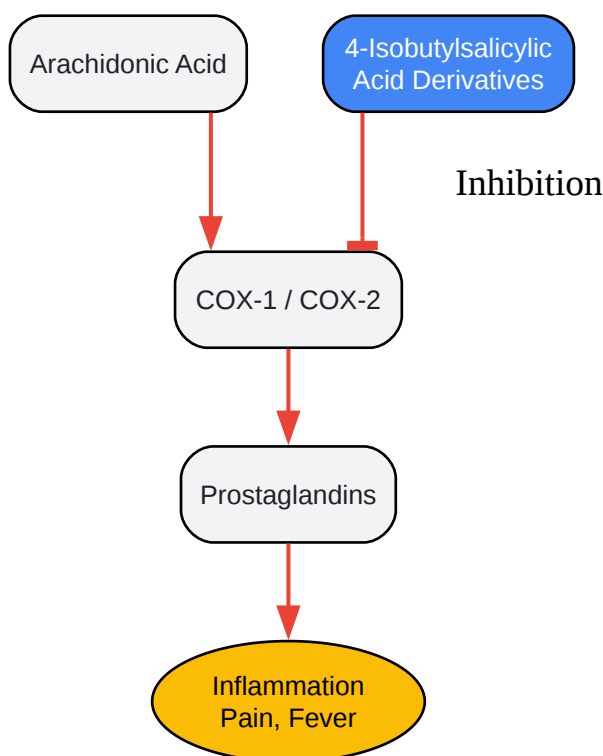 Arachidonic Acid
4-Isobutylsalicylic
Acid Derivatives
Inhibition
COX-1 / COX-2
Prostaglandins
Inflammation
Pain, Fever